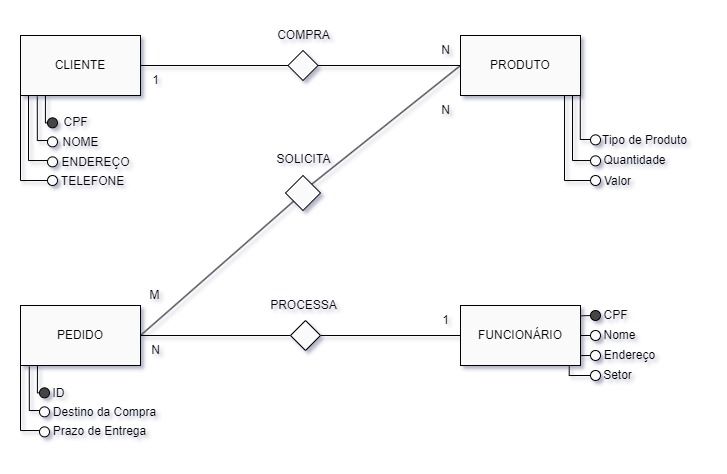 COMPRA
CLIENTE
1
N
PRODUTO
CPF
NOME
ENDEREÇO
TELEFONE
N
Tipo de Produto
Quantidade
Valor
SOLICITA
M
PROCESSA
PEDIDO
N
1
FUNCIONÁRIO
CPF
Nome
Endereço
Setor
ID
Destino da Compra
Prazo de Entrega